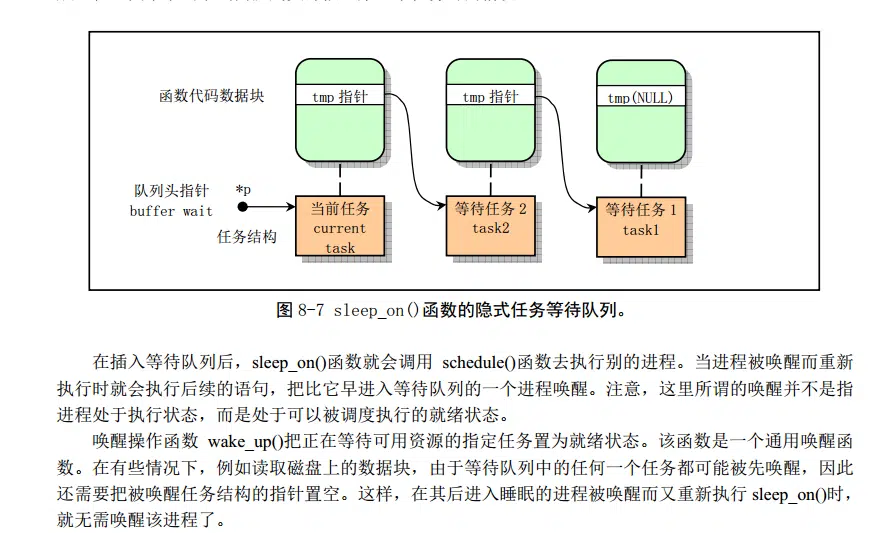 函数代码数据块
tmp 指针
tmp 指针
tmp(NULL)
队列头指针 *p
buffer wait
任务结构
当前任务
current
task
等待任务 2
task2
等待任务 1
task1
图 8-7 sleep_on()函数的隐式任务等待队列。
在插入等待队列后，sleep_on()函数就会调用 schedule()函数去执行别的进程。当进程被唤醒而重新
执行时就会执行后续的语句，把比它早进入等待队列的一个进程唤醒。注意，这里所谓的唤醒并不是指
进程处于执行状态，而是处于可以被调度执行的就绪状态。
唤醒操作函数 wake_up()把正在等待可用资源的指定任务置为就绪状态。该函数是一个通用唤醒函
数。在有些情况下，例如读取磁盘上的数据块，由于等待队列中的任何一个任务都可能被先唤醒，因此
还需要把被唤醒任务结构的指针置空。这样，在其后进入睡眠的进程被唤醒而又重新执行 sleep_on()时，
就无需唤醒该进程了。